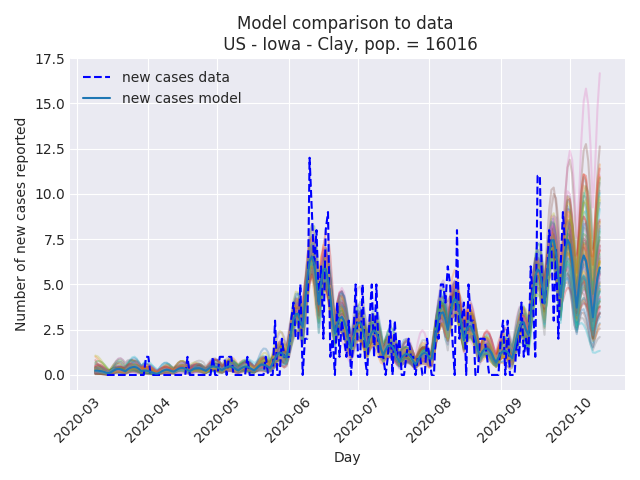 Model comparison to data
US - Iowa - Clay, pop. = 16016
17.5
15.0
12.5
10.0
7.5
5.0
2.5
0.0
Number of new cases reported
new cases data
new cases model
2020-03
2020-04
2020-05
2020-06
2020-07
2020-08
2020-09
2020-10
Day